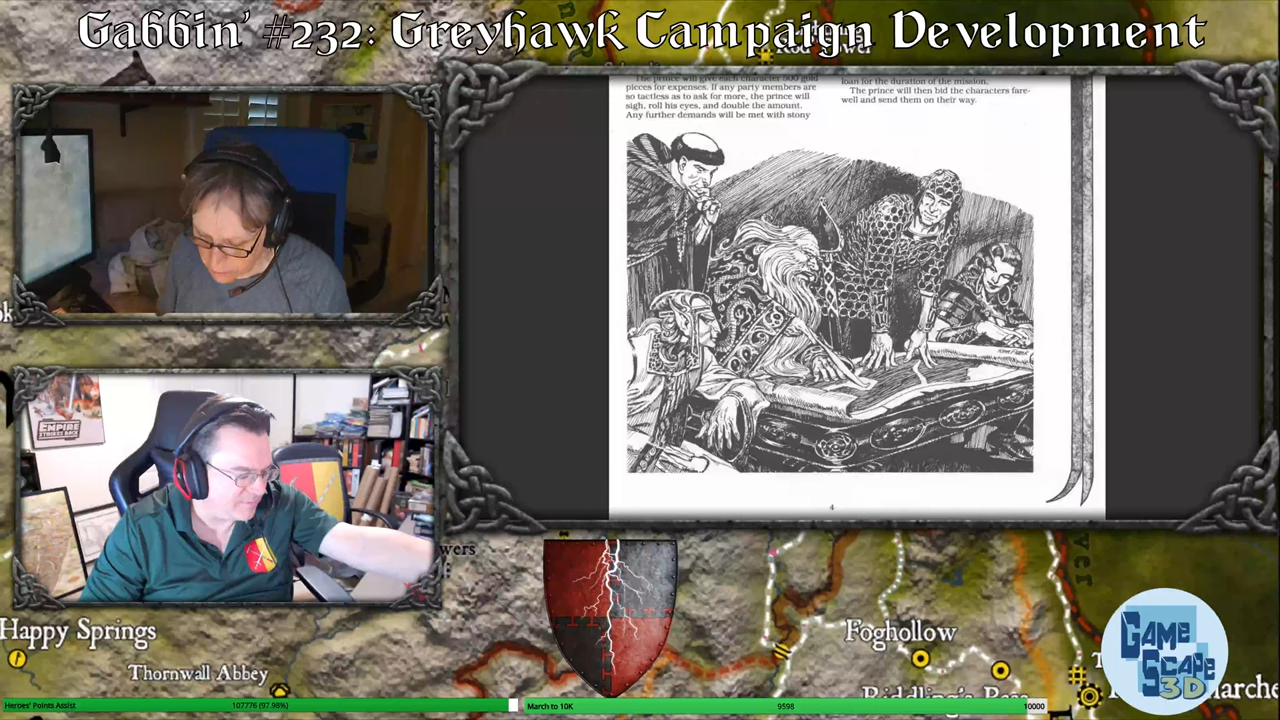 Gabbin' #232: Greyhawk Campaign Development
The prince will give each character 500 gold
pieces for expenses. If any party members are
so tactless as to ask for more, the prince will
sigh, roll his eyes, and double the amount.
Any further demands will be met with stony
loan for the duration of the mission.
The prince will then bid the characters fare-
well and send them on their way.
4
EMPIRE
STRIKES BACK
Happy Springs
Thornwall Abbey
Foghollow
GAME
SCAPE
3D
Heroes' Points Assist
107776 (97.98%)
March to 10K
9598
10000